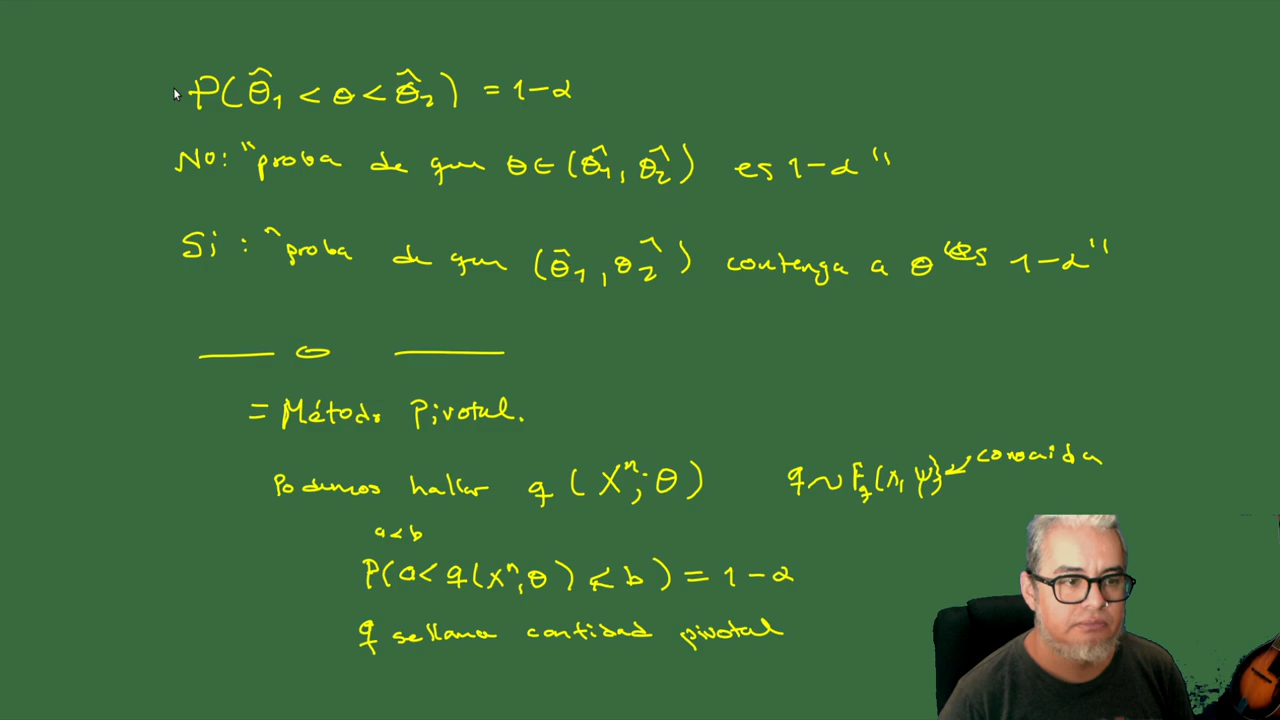 P(θ̂₁ < θ < θ̂₂) = 1-α
No: "proba de que θ∈(θ̂₁, θ̂₂) es 1-α"
Si: "proba de que (θ̂₁, θ̂₂) contenga a θ es 1-α"
= Método Pivotal.
Podemos hallar q(Xⁿ; θ) q ~ F_q(x, ψ) ← conocida
a<b
P(a < q(Xⁿ; θ) < b) = 1-α
q se llama cantidad pivotal